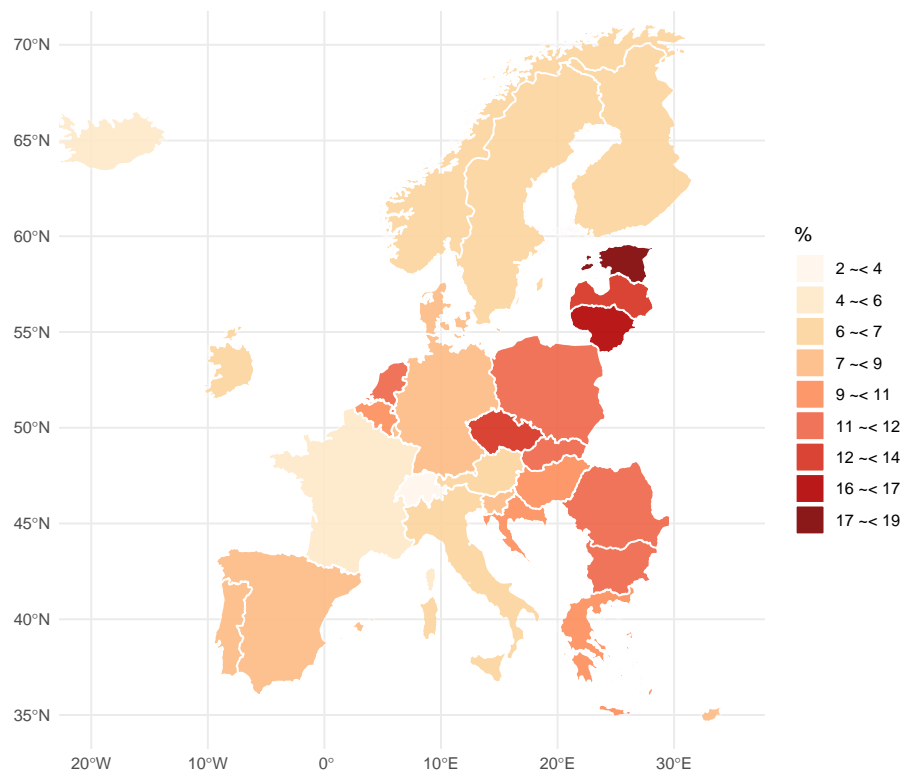 70°N
65°N
60°N
55°N
50°N
45°N
40°N
35°N
20°W 10°W 0° 10°E 20°E 30°E
%
2 ~< 4
4 ~< 6
6 ~< 7
7 ~< 9
9 ~< 11
11 ~< 12
12 ~< 14
16 ~< 17
17 ~< 19